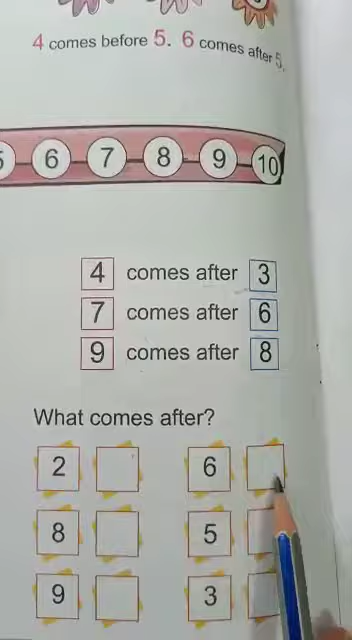 4 comes before 5. 6 comes after 5.
6 7 8 9 10
4 comes after 3
7 comes after 6
9 comes after 8
What comes after?
2 6
8 5
9 3